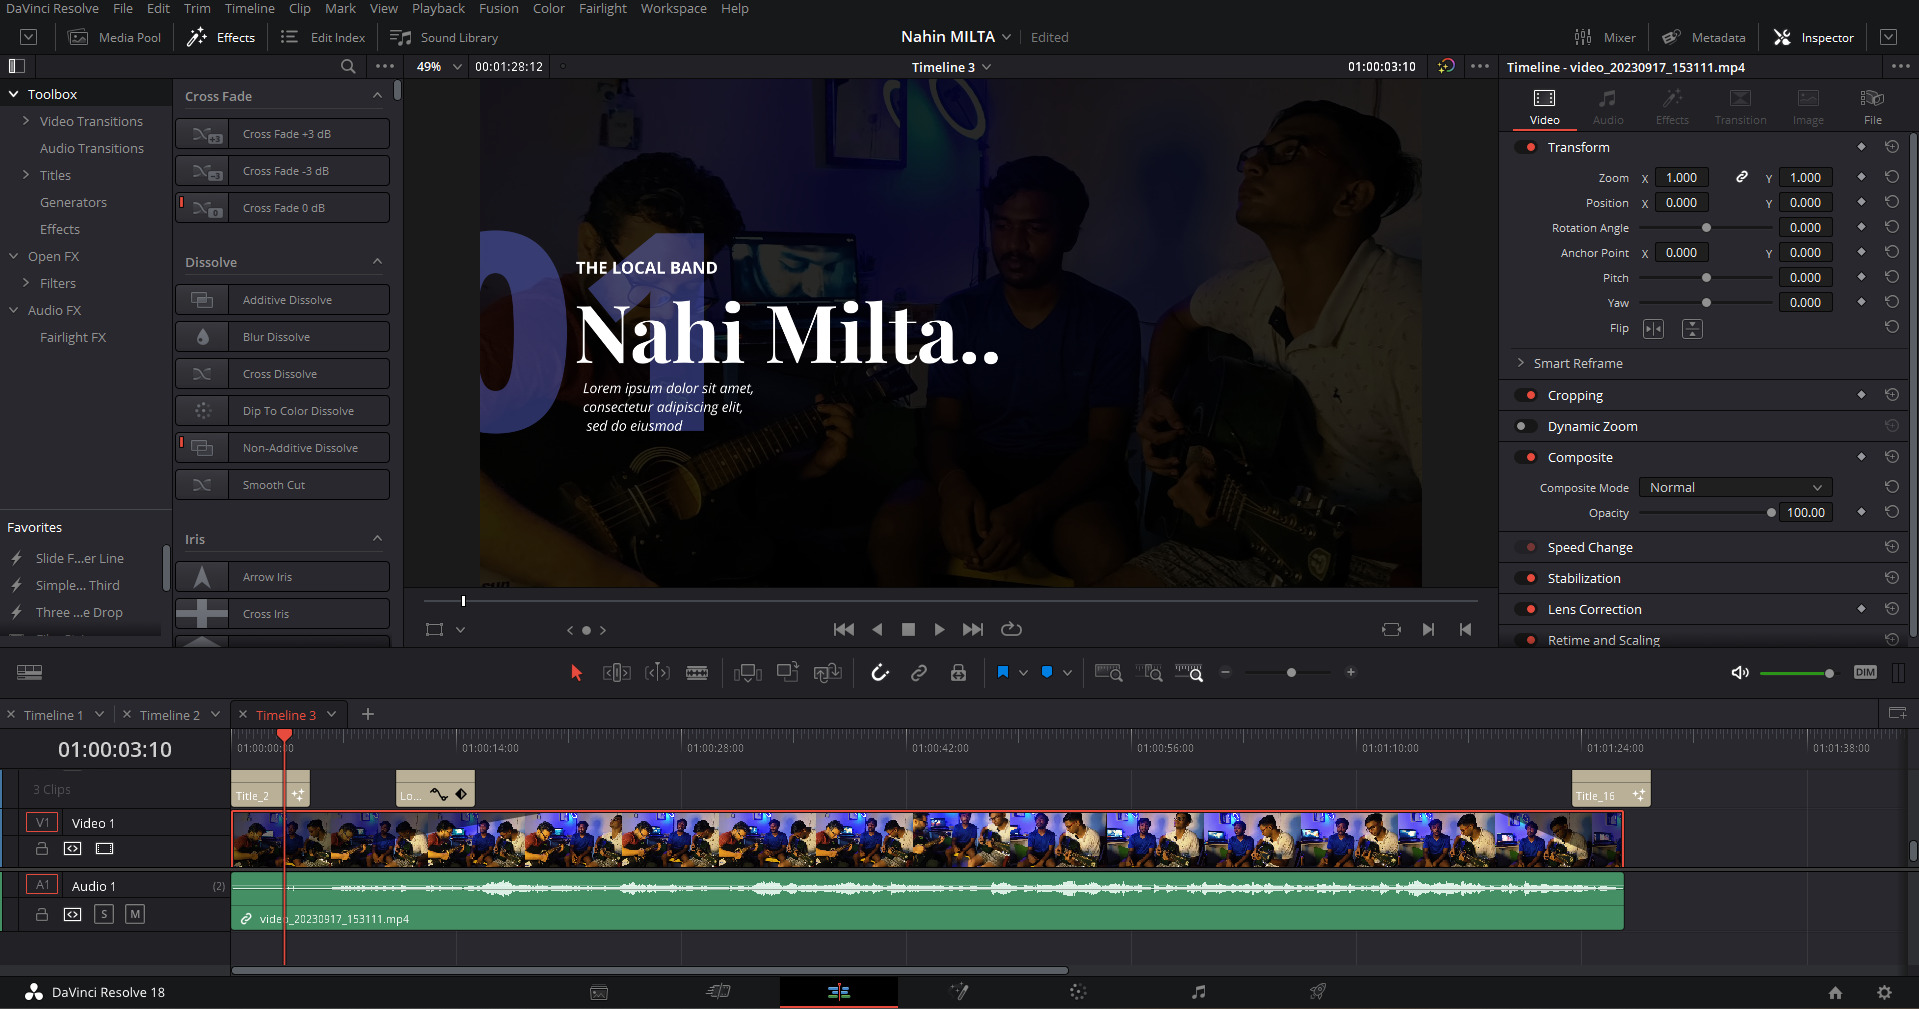 DaVinci Resolve File Edit Trim Timeline Clip Mark View Playback Fusion Color Fairlight Workspace Help
Media Pool Effects Edit Index Sound Library Nahin MILTA Edited Mixer Metadata Inspector
49% 00:01:28:12 Timeline 3 01:00:03:10 Timeline - video_20230917_153111.mp4
Toolbox
Video Transitions
Audio Transitions
Titles
Generators
Effects
Open FX
Filters
Audio FX
Fairlight FX
Favorites
Slide F...er Line
Simple... Third
Three ...e Drop
Cross Fade
+3 Cross Fade +3 dB
-3 Cross Fade -3 dB
0 Cross Fade 0 dB
Dissolve
Additive Dissolve
Blur Dissolve
Cross Dissolve
Dip To Color Dissolve
Non-Additive Dissolve
Smooth Cut
Iris
Arrow Iris
Cross Iris
01
THE LOCAL BAND
Nahi Milta..
Lorem ipsum dolor sit amet,
consectetur adipiscing elit,
sed do eiusmod
Video Audio Effects Transition Image File
Transform
Zoom X 1.000 Y 1.000
Position X 0.000 Y 0.000
Rotation Angle 0.000
Anchor Point X 0.000 Y 0.000
Pitch 0.000
Yaw 0.000
Flip
Smart Reframe
Cropping
Dynamic Zoom
Composite
Composite Mode Normal
Opacity 100.00
Speed Change
Stabilization
Lens Correction
Retime and Scaling
DIM
Timeline 1 Timeline 2 Timeline 3
01:00:03:10 01:00:00:00 01:00:14:00 01:00:28:00 01:00:42:00 01:00:56:00 01:01:10:00 01:01:24:00 01:01:38:00
3 Clips Title_2 Lo... Title_16
V1 Video 1
A1 Audio 1 (2)
S M
video_20230917_153111.mp4
DaVinci Resolve 18